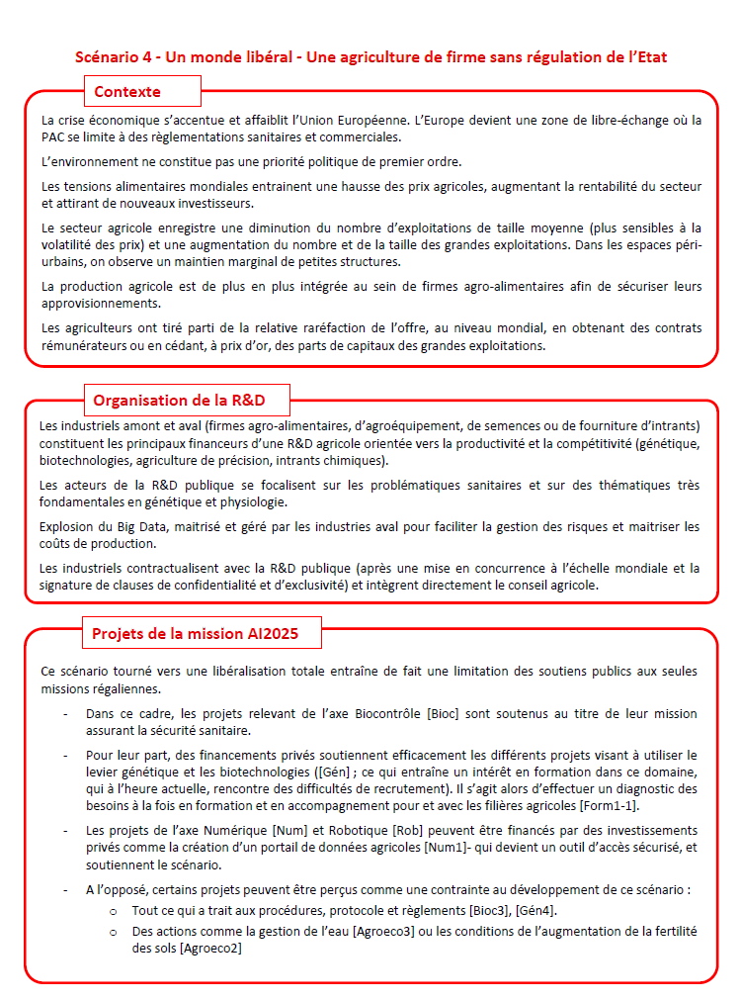 Scénario 4 - Un monde libéral - Une agriculture de firme sans régulation de l'Etat
Contexte
La crise économique s'accentue et affaiblit l'Union Européenne. L'Europe devient une zone de libre-échange où la
PAC se limite à des règlementations sanitaires et commerciales.
L'environnement ne constitue pas une priorité politique de premier ordre.
Les tensions alimentaires mondiales entrainent une hausse des prix agricoles, augmentant la rentabilité du secteur
et attirant de nouveaux investisseurs.
Le secteur agricole enregistre une diminution du nombre d'exploitations de taille moyenne (plus sensibles à la
volatilité des prix) et une augmentation du nombre et de la taille des grandes exploitations. Dans les espaces péri-
urbains, on observe un maintien marginal de petites structures.
La production agricole est de plus en plus intégrée au sein de firmes agro-alimentaires afin de sécuriser leurs
approvisionnements.
Les agriculteurs ont tiré parti de la relative raréfaction de l'offre, au niveau mondial, en obtenant des contrats
rémunérateurs ou en cédant, à prix d'or, des parts de capitaux des grandes exploitations.
Organisation de la R&D
Les industriels amont et aval (firmes agro-alimentaires, d'agroéquipement, de semences ou de fourniture d'intrants)
constituent les principaux financeurs d'une R&D agricole orientée vers la productivité et la compétitivité (génétique,
biotechnologies, agriculture de précision, intrants chimiques).
Les acteurs de la R&D publique se focalisent sur les problématiques sanitaires et sur des thématiques très
fondamentales en génétique et physiologie.
Explosion du Big Data, maitrisé et géré par les industries aval pour faciliter la gestion des risques et maitriser les
coûts de production.
Les industriels contractualisent avec la R&D publique (après une mise en concurrence à l'échelle mondiale et la
signature de clauses de confidentialité et d'exclusivité) et intègrent directement le conseil agricole.
Projets de la mission AI2025
Ce scénario tourné vers une libéralisation totale entraîne de fait une limitation des soutiens publics aux seules
missions régaliennes.
- Dans ce cadre, les projets relevant de l'axe Biocontrôle [Bioc] sont soutenus au titre de leur mission
assurant la sécurité sanitaire.
- Pour leur part, des financements privés soutiennent efficacement les différents projets visant à utiliser le
levier génétique et les biotechnologies ([Gén] ; ce qui entraîne un intérêt en formation dans ce domaine,
qui à l'heure actuelle, rencontre des difficultés de recrutement). Il s'agit alors d'effectuer un diagnostic des
besoins à la fois en formation et en accompagnement pour et avec les filières agricoles [Form1-1].
- Les projets de l'axe Numérique [Num] et Robotique [Rob] peuvent être financés par des investissements
privés comme la création d'un portail de données agricoles [Num1]- qui devient un outil d'accès sécurisé, et
soutiennent le scénario.
- A l'opposé, certains projets peuvent être perçus comme une contrainte au développement de ce scénario :
o Tout ce qui a trait aux procédures, protocole et règlements [Bioc3], [Gén4].
o Des actions comme la gestion de l'eau [Agroeco3] ou les conditions de l'augmentation de la fertilité
des sols [Agroeco2]